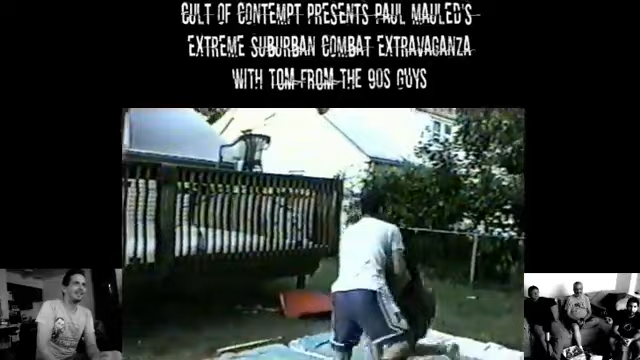 CULT OF CONTEMPT PRESENTS PAUL MAULED'S
EXTREME SUBURBAN COMBAT EXTRAVAGANZA
WITH TOM FROM THE 90S GUYS